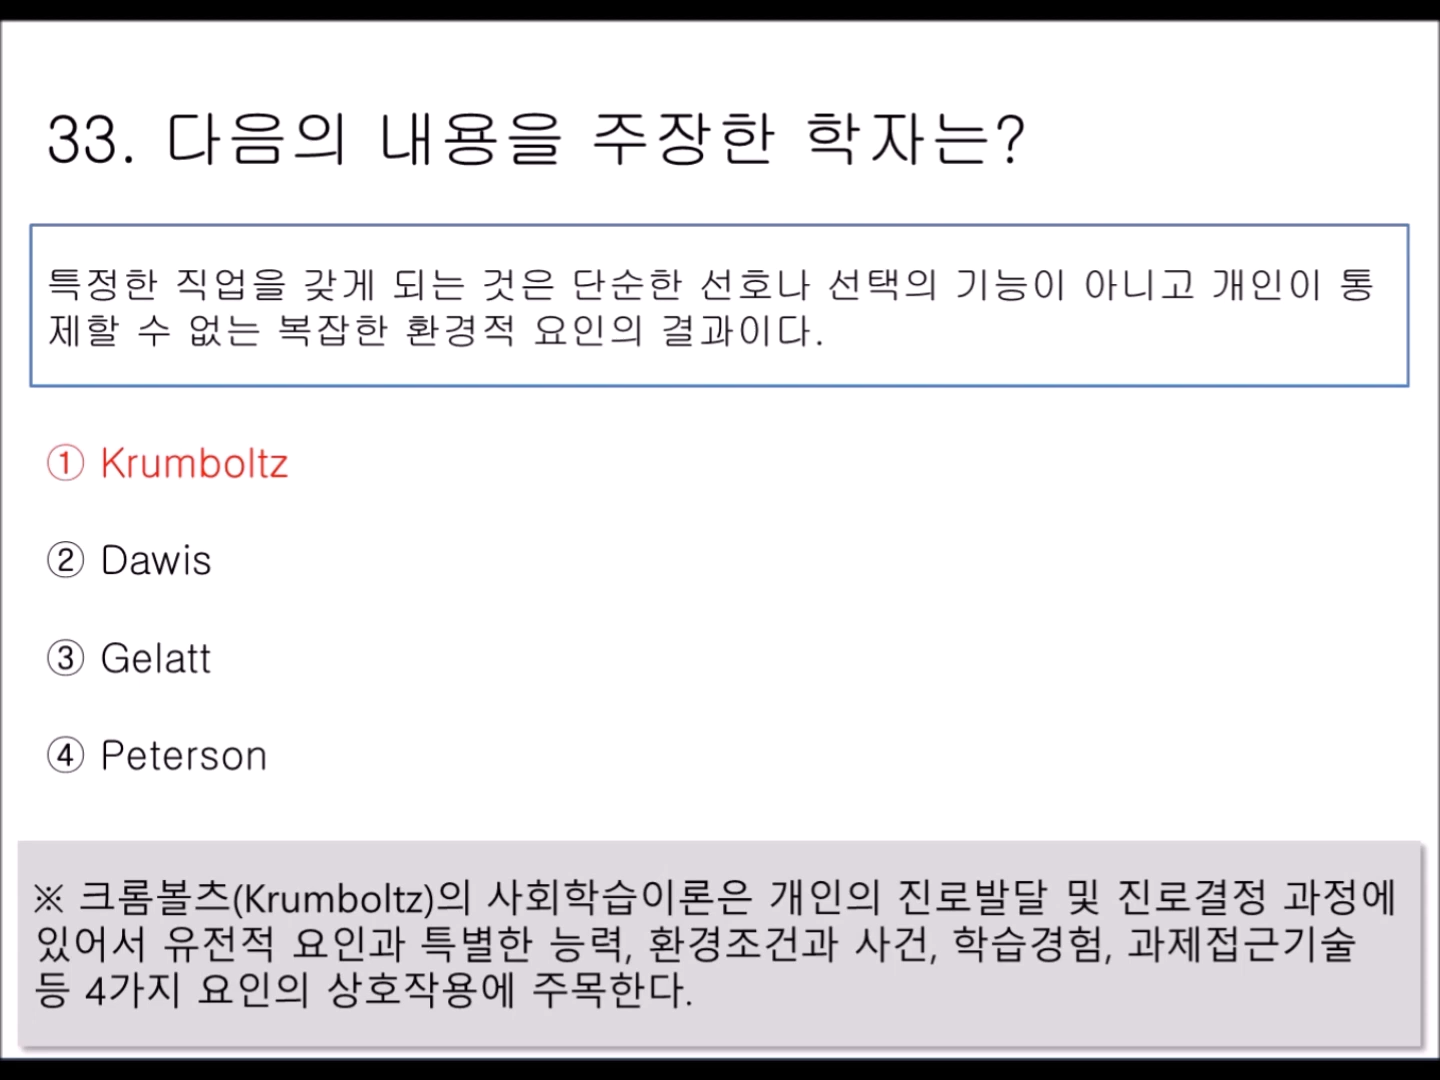 33. 다음의 내용을 주장한 학자는?
특정한 직업을 갖게 되는 것은 단순한 선호나 선택의 기능이 아니고 개인이 통
제할 수 없는 복잡한 환경적 요인의 결과이다.
① Krumboltz
② Dawis
③ Gelatt
④ Peterson
※ 크롬볼츠(Krumboltz)의 사회학습이론은 개인의 진로발달 및 진로결정 과정에
있어서 유전적 요인과 특별한 능력, 환경조건과 사건, 학습경험, 과제접근기술
등 4가지 요인의 상호작용에 주목한다.